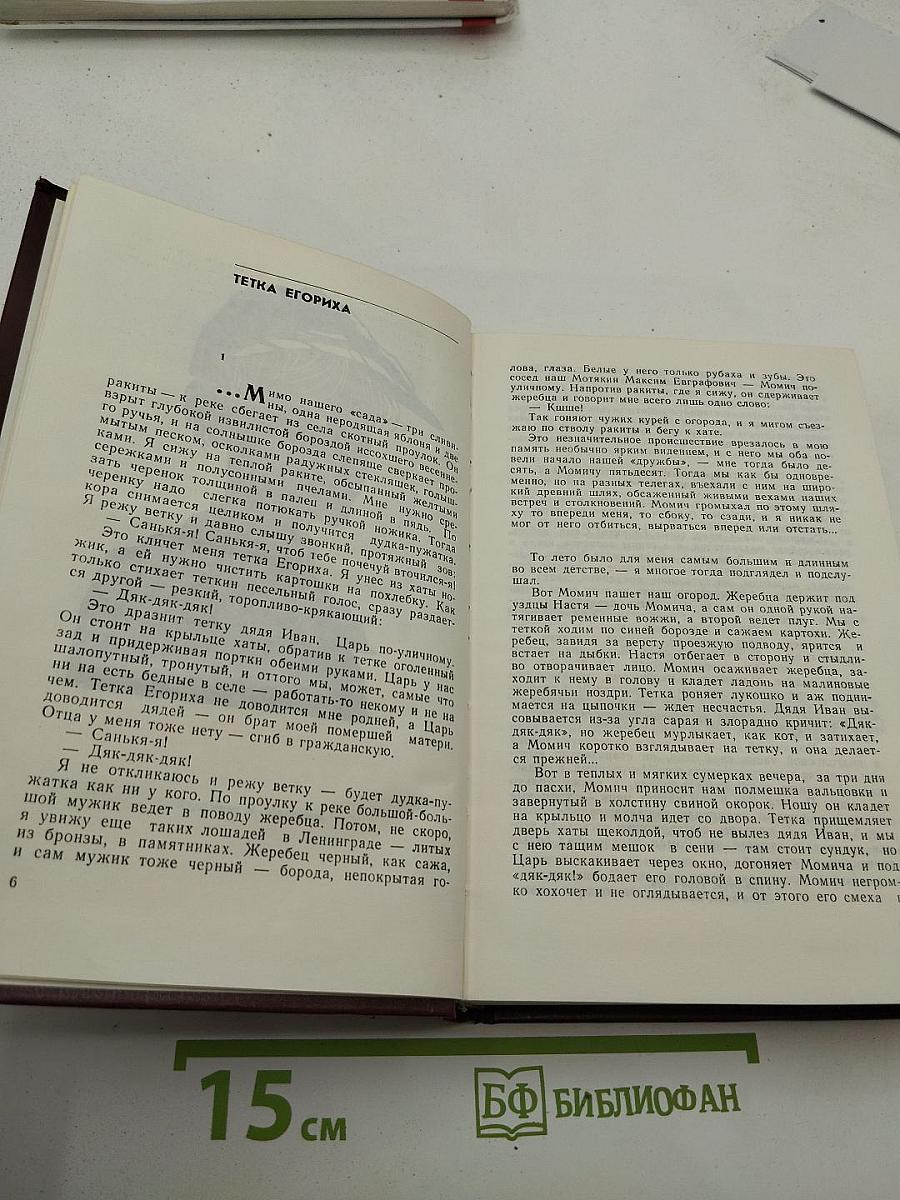 ТЕТКА ЕГОРИХА
1
...Мимо нашего «сада» — три сливи-
ны, одна неродящая яблоня и две
ракиты — к реке сбегает из села скотный проулок. Он
взрыт глубокой извилистой бороздой иссохшего весенне-
го ручья, и на солнышке борозда слепяще сверкает про-
мытым песком, осколками радужных стекляшек, голыш-
ками. Я сижу на теплой раките, обсыпанный желтыми
сережками и полусонными пчелами. Мне нужно сре-
зать черенок толщиной в палец и длиной в пядь. По
черенку надо слегка потюкать ручкой ножика. Тогда
кора снимается целиком и получится дудка-пужатка.
Я режу ветку и давно слышу звонкий, протяжный зов:
— Санькя-я! Санькя-я, чтоб тебе почечуй вточился-я!
Это кличет меня тетка Егориха. Я унес из хаты но-
жик, а ей нужно чистить картошки на похлебку. Как
только стихает теткин песельный голос, сразу раздает-
ся другой — резкий, торопливо-крякающий:
— Дяк-дяк-дяк!
Это дразнит тетку дядя Иван, Царь по-уличному.
Он стоит на крыльце хаты, обратив к тетке оголенный
зад и придерживая портки обеими руками. Царь у нас
шалопутный, тронутый, и оттого мы, может, самые что
ни на есть бедные в селе — работать-то некому и не на
чем. Тетка Егориха не доводится мне родней, а Царь
доводится дядей — он брат моей помершей матери.
Отца у меня тоже нету — сгиб в гражданскую.
— Санькя-я!
— Дяк-дяк-дяк!
Я не откликаюсь и режу ветку — будет дудка-пу-
жатка как ни у кого. По проулку к реке большой-боль-
шой мужик ведет в поводу жеребца. Потом, не скоро,
я увижу еще таких лошадей в Ленинграде — литых
из бронзы, в памятниках. Жеребец черный, как сажа,
и сам мужик тоже черный — борода, непокрытая го-
6
лова, глаза. Белые у него только рубаха и зубы. Это
сосед наш Мотякин Максим Евграфович — Момич по-
уличному. Напротив ракиты, где я сижу, он сдерживает
жеребца и говорит мне всего лишь одно слово:
— Кшше!
Так гоняют чужих курей с огорода, и я мигом съез-
жаю по стволу ракиты и бегу к хате.
Это незначительное происшествие врезалось в мою
память необычно ярким видением, и с него мы оба по-
вели начало нашей «дружбы», — мне тогда было де-
сять, а Момичу пятьдесят. Тогда мы как бы одновре-
менно, но на разных телегах, въехали с ним на широ-
кий древний шлях, обсаженный живыми вехами наших
встреч и столкновений. Момич громыхал по этому шля-
ху то впереди меня, то сбоку, то сзади, и я никак не
мог от него отбиться, вырваться вперед или отстать...
То лето было для меня самым большим и длинным
во всем детстве, — я многое тогда подглядел и подслу-
шал.
Вот Момич пашет наш огород. Жеребца держит под
уздцы Настя — дочь Момича, а сам он одной рукой на-
тягивает ременные вожжи, а второй ведет плуг. Мы с
теткой ходим по синей борозде и сажаем картохи. Же-
ребец, завидя за версту проезжую подводу, ярится и
встает на дыбки. Настя отбегает в сторону и стыдли-
во отворачивает лицо. Момич осаживает жеребца, за-
ходит к нему в голову и кладет ладонь на малиновые
жеребячьи ноздри. Тетка роняет лукошко и аж подни-
мается на цыпочки — ждет несчастья. Дядя Иван вы-
совывается из-за угла сарая и злорадно кричит: «Дяк-
дяк-дяк», но жеребец мурлыкает, как кот, и затихает,
а Момич коротко взглядывает на тетку, и она делает-
ся прежней...
Вот в теплых и мягких сумерках вечера, за три дня
до пасхи, Момич приносит нам полмешка вальцовки и
завернутый в холстину свиной окорок. Ношу он кладет
на крыльцо и молча идет со двора. Тетка прищемляет
дверь хаты щеколдой, чтоб не вылез дядя Иван, и мы
с нею тащим мешок в сени — там стоит сундук, но
Царь выскакивает через окно, догоняет Момича и под
«дяк-дяк!» бодает его головой в спину. Момич негром-
ко хохочет и не оглядывается, и от этого его смеха
15 см
БФ БИБЛИОФАН